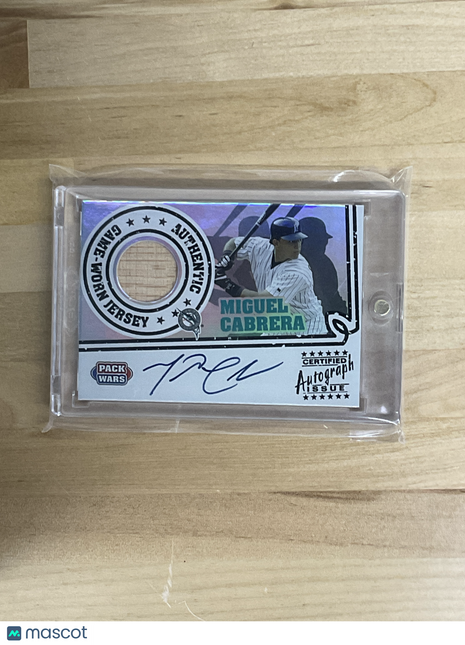 AUTHENTIC
GAME-WORN JERSEY
MIGUEL
CABRERA
PACK
WARS
CERTIFIED
Autograph
ISSUE
mascot